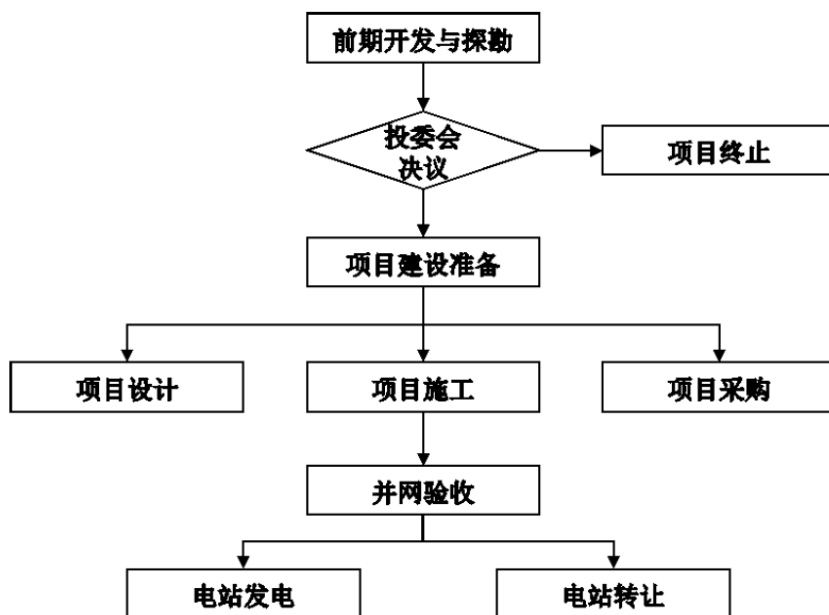 前期开发与探勘
投委会
决议
项目终止
项目建设准备
项目设计
项目施工
项目采购
并网验收
电站发电
电站转让